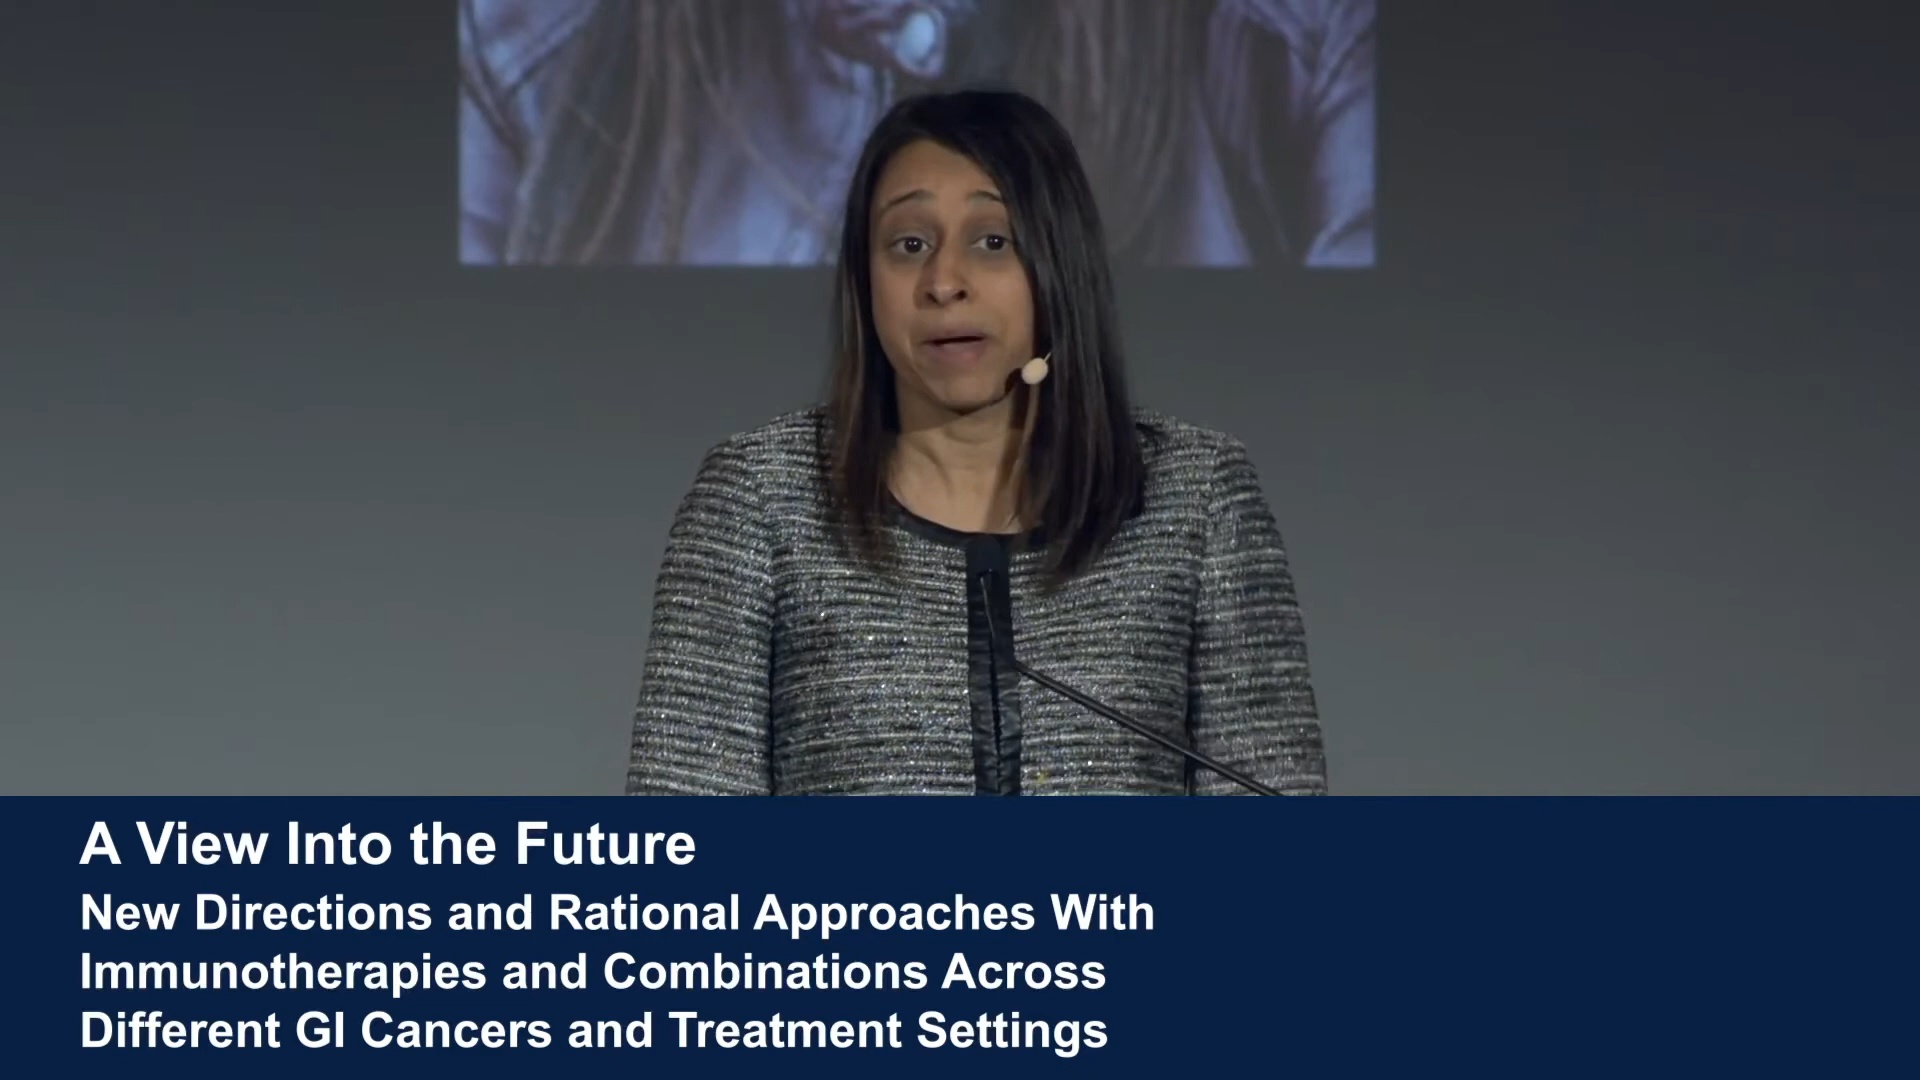 A View Into the Future
New Directions and Rational Approaches With
Immunotherapies and Combinations Across
Different GI Cancers and Treatment Settings